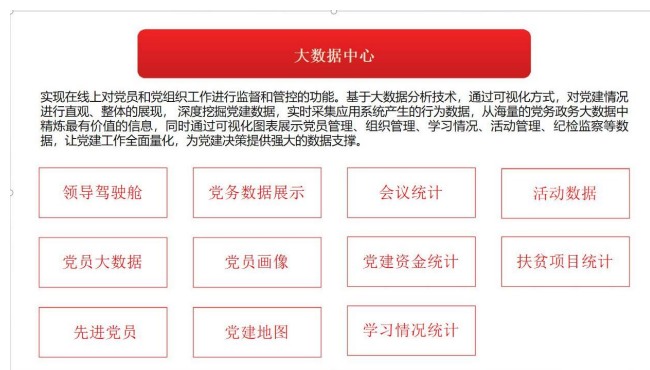 大数据中心
实现在线上对党员和党组织工作进行监督和管控的功能。基于大数据分析技术，通过可视化方式，对党建情况
进行直观、整体的展现， 深度挖掘党建数据，实时采集应用系统产生的行为数据，从海量的党务政务大数据中
精炼最有价值的信息，同时通过可视化图表展示党员管理、组织管理、学习情况、活动管理、纪检监察等数
据，让党建工作全面量化，为党建决策提供强大的数据支撑。
领导驾驶舱
党务数据展示
会议统计
活动数据
党员大数据
党员画像
党建资金统计
扶贫项目统计
先进党员
党建地图
学习情况统计